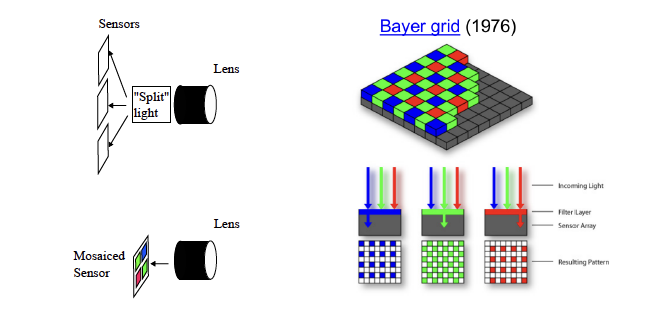 Sensors
Lens
"Split"
light
Lens
Mosaiced
Sensor
Bayer grid (1976)
Incoming Light
Filter Layer
Sensor Array
Resulting Pattern